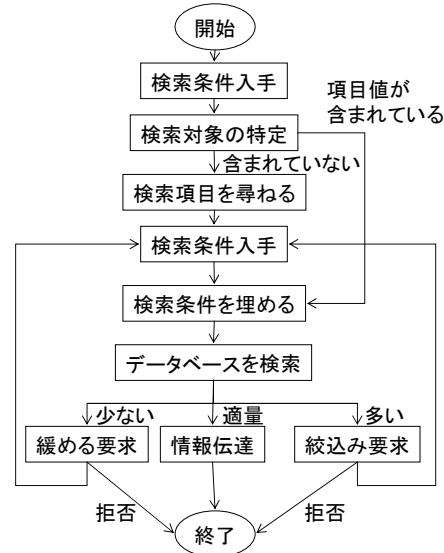 開始
検索条件入手
項目値が
含まれている
検索対象の特定
含まれていない
検索項目を尋ねる
検索条件入手
検索条件を埋める
データベースを検索
少ない
適量
多い
緩める要求
情報伝達
絞込み要求
拒否
拒否
終了